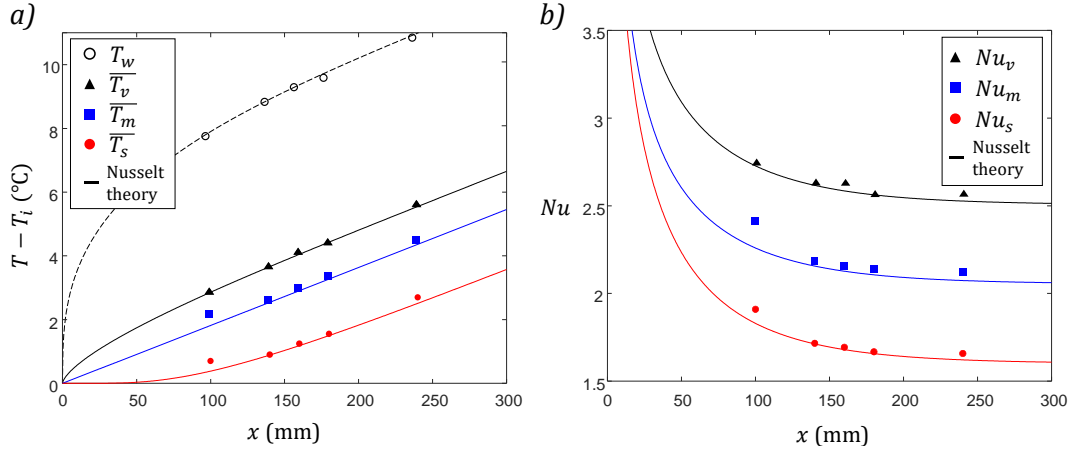 a)
T_w
T_v
T_m
T_s
Nusselt
theory
10
8
6
4
2
0
T − T_i (°C)
0 50 100 150 200 250 300
x (mm)
b)
Nu_v
Nu_m
Nu_s
Nusselt
theory
3.5
3
2.5
2
1.5
Nu
0 50 100 150 200 250 300
x (mm)